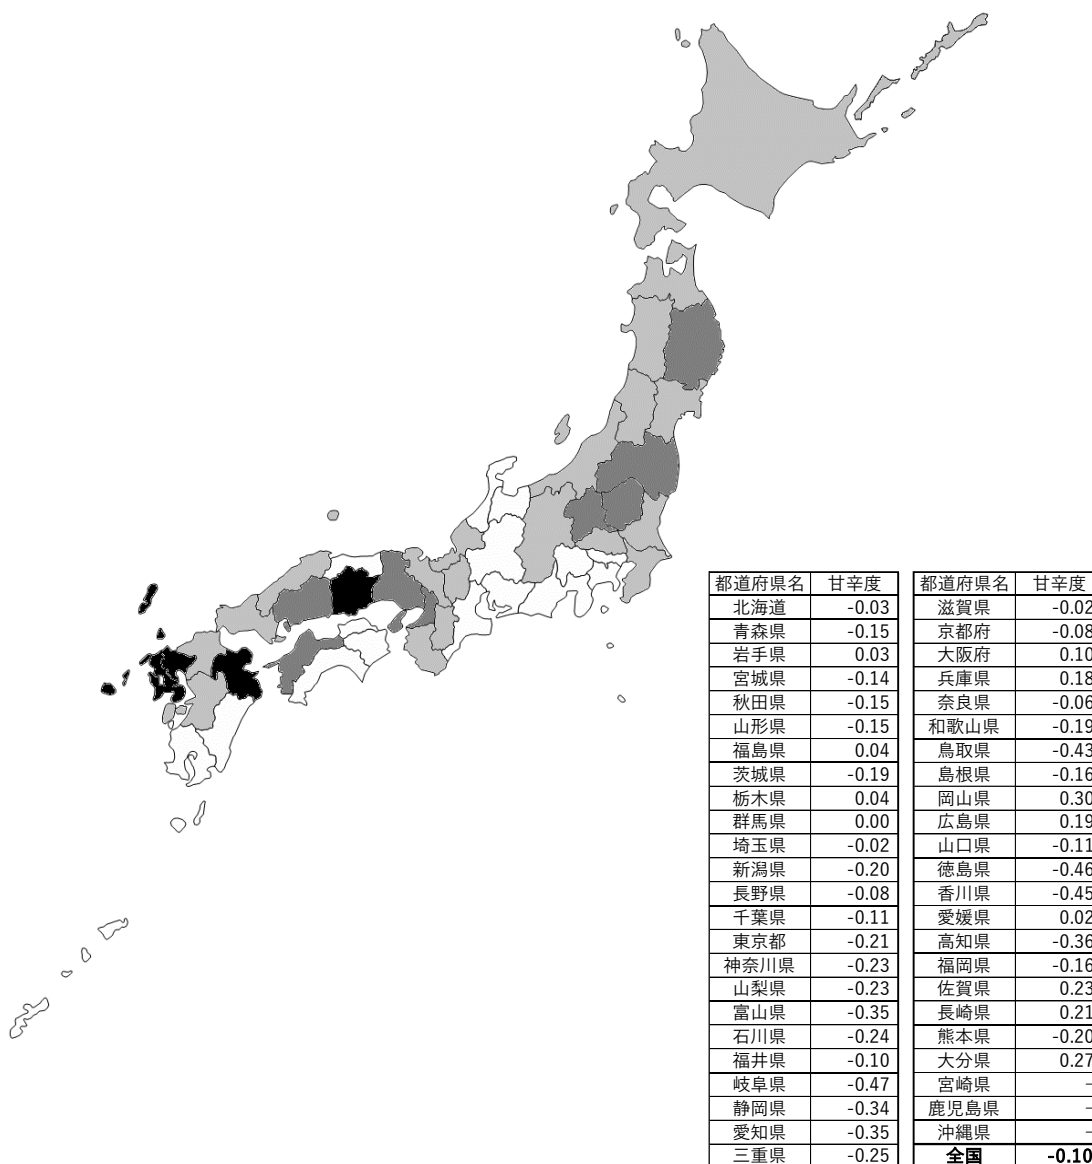 都道府県名 甘辛度
北海道 -0.03
青森県 -0.15
岩手県 0.03
宮城県 -0.14
秋田県 -0.15
山形県 -0.15
福島県 0.04
茨城県 -0.19
栃木県 0.04
群馬県 0.00
埼玉県 -0.02
新潟県 -0.20
長野県 -0.08
千葉県 -0.11
東京都 -0.21
神奈川県 -0.23
山梨県 -0.23
富山県 -0.35
石川県 -0.24
福井県 -0.10
岐阜県 -0.47
静岡県 -0.34
愛知県 -0.35
三重県 -0.25
都道府県名 甘辛度
滋賀県 -0.02
京都府 -0.08
大阪府 0.10
兵庫県 0.18
奈良県 -0.06
和歌山県 -0.19
鳥取県 -0.43
島根県 -0.16
岡山県 0.30
広島県 0.19
山口県 -0.11
徳島県 -0.46
香川県 -0.45
愛媛県 0.02
高知県 -0.36
福岡県 -0.16
佐賀県 0.23
長崎県 0.21
熊本県 -0.20
大分県 0.27
宮崎県 -
鹿児島県 -
沖縄県 -
全国 -0.10